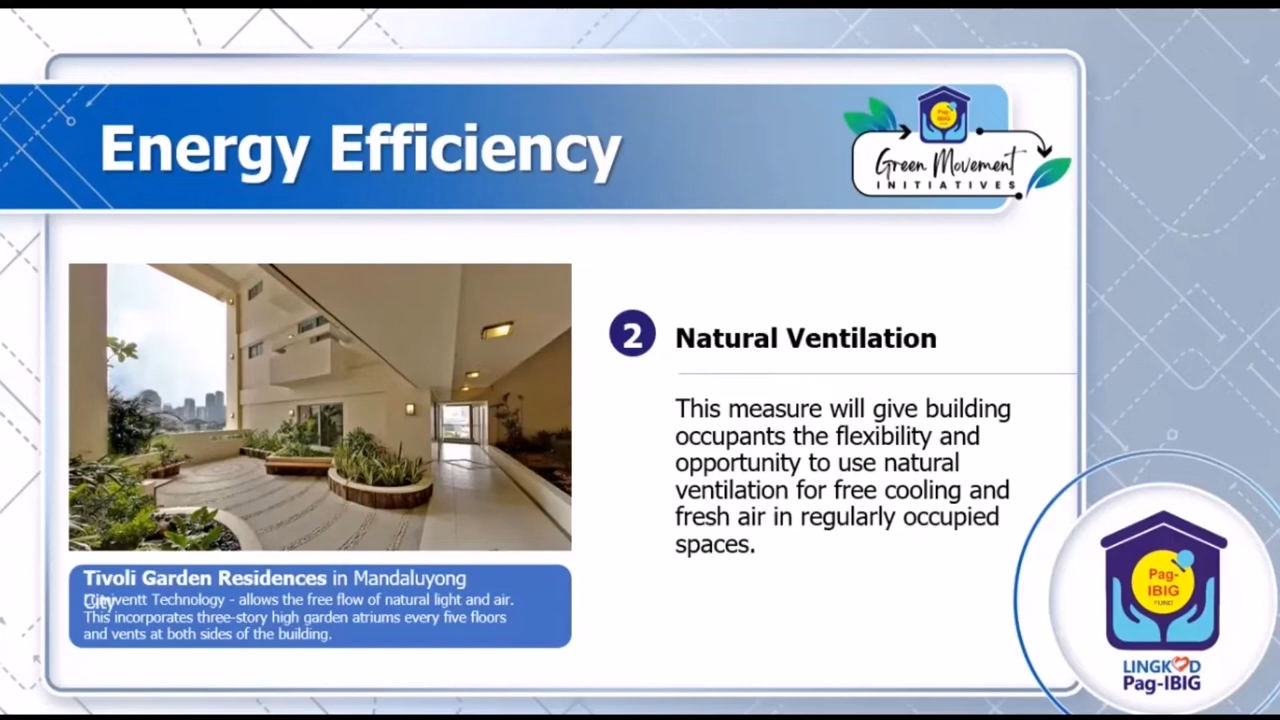 Energy Efficiency
Pag-
IBIG
FUND
Green Movement
INITIATIVES
2
Natural Ventilation
This measure will give building
occupants the flexibility and
opportunity to use natural
ventilation for free cooling and
fresh air in regularly occupied
spaces.
Tivoli Garden Residences in Mandaluyong
City
Technology - allows the free flow of natural light and air.
This incorporates three-story high garden atriums every five floors
and vents at both sides of the building.
Pag-
IBIG
FUND
LINGKOD
Pag-IBIG